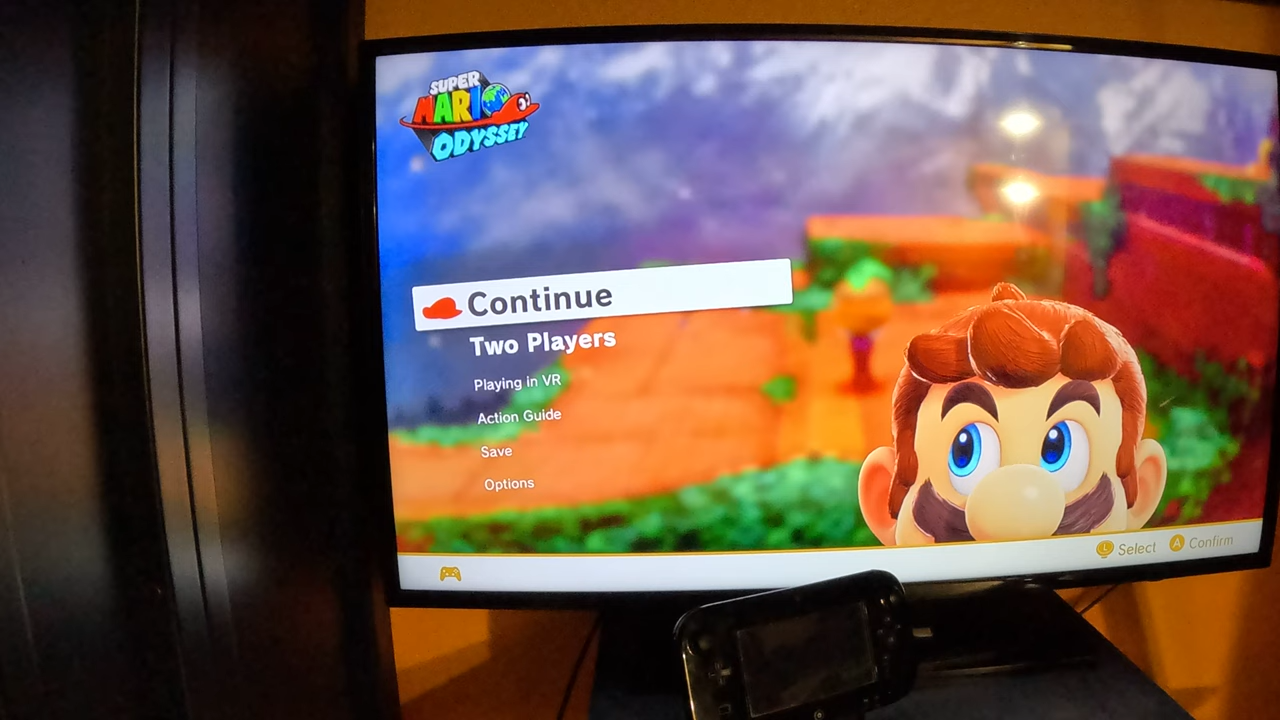 SUPER
MARIO
ODYSSEY
Continue
Two Players
Playing in VR
Action Guide
Save
Options
L Select A Confirm